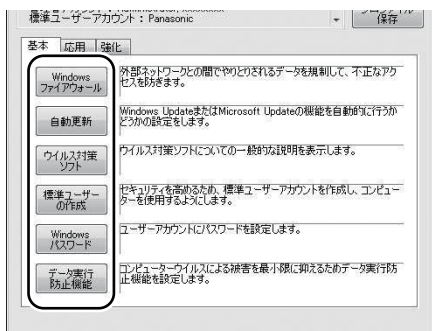 標準ユーザーアカウント： Panasonic
保存
基本 応用 強化
Windows
ファイアウォール
外部ネットワークとの間でやりとりされるデータを規制して、不正なアク
セスを防ぎます。
自動更新
Windows UpdateまたはMicrosoft Updateの機能を自動的に行うか
どうかの設定をします。
ウイルス対策
ソフト
ウイルス対策ソフトについての一般的な説明を表示します。
標準ユーザー
の作成
セキュリティを高めるため、標準ユーザーアカウントを作成し、コンピュー
ターを使用するようにします。
Windows
パスワード
ユーザーアカウントにパスワードを設定します。
データ実行
防止機能
コンピューターウイルスによる被害を最小限に抑えるためデータ実行防
止機能を設定します。